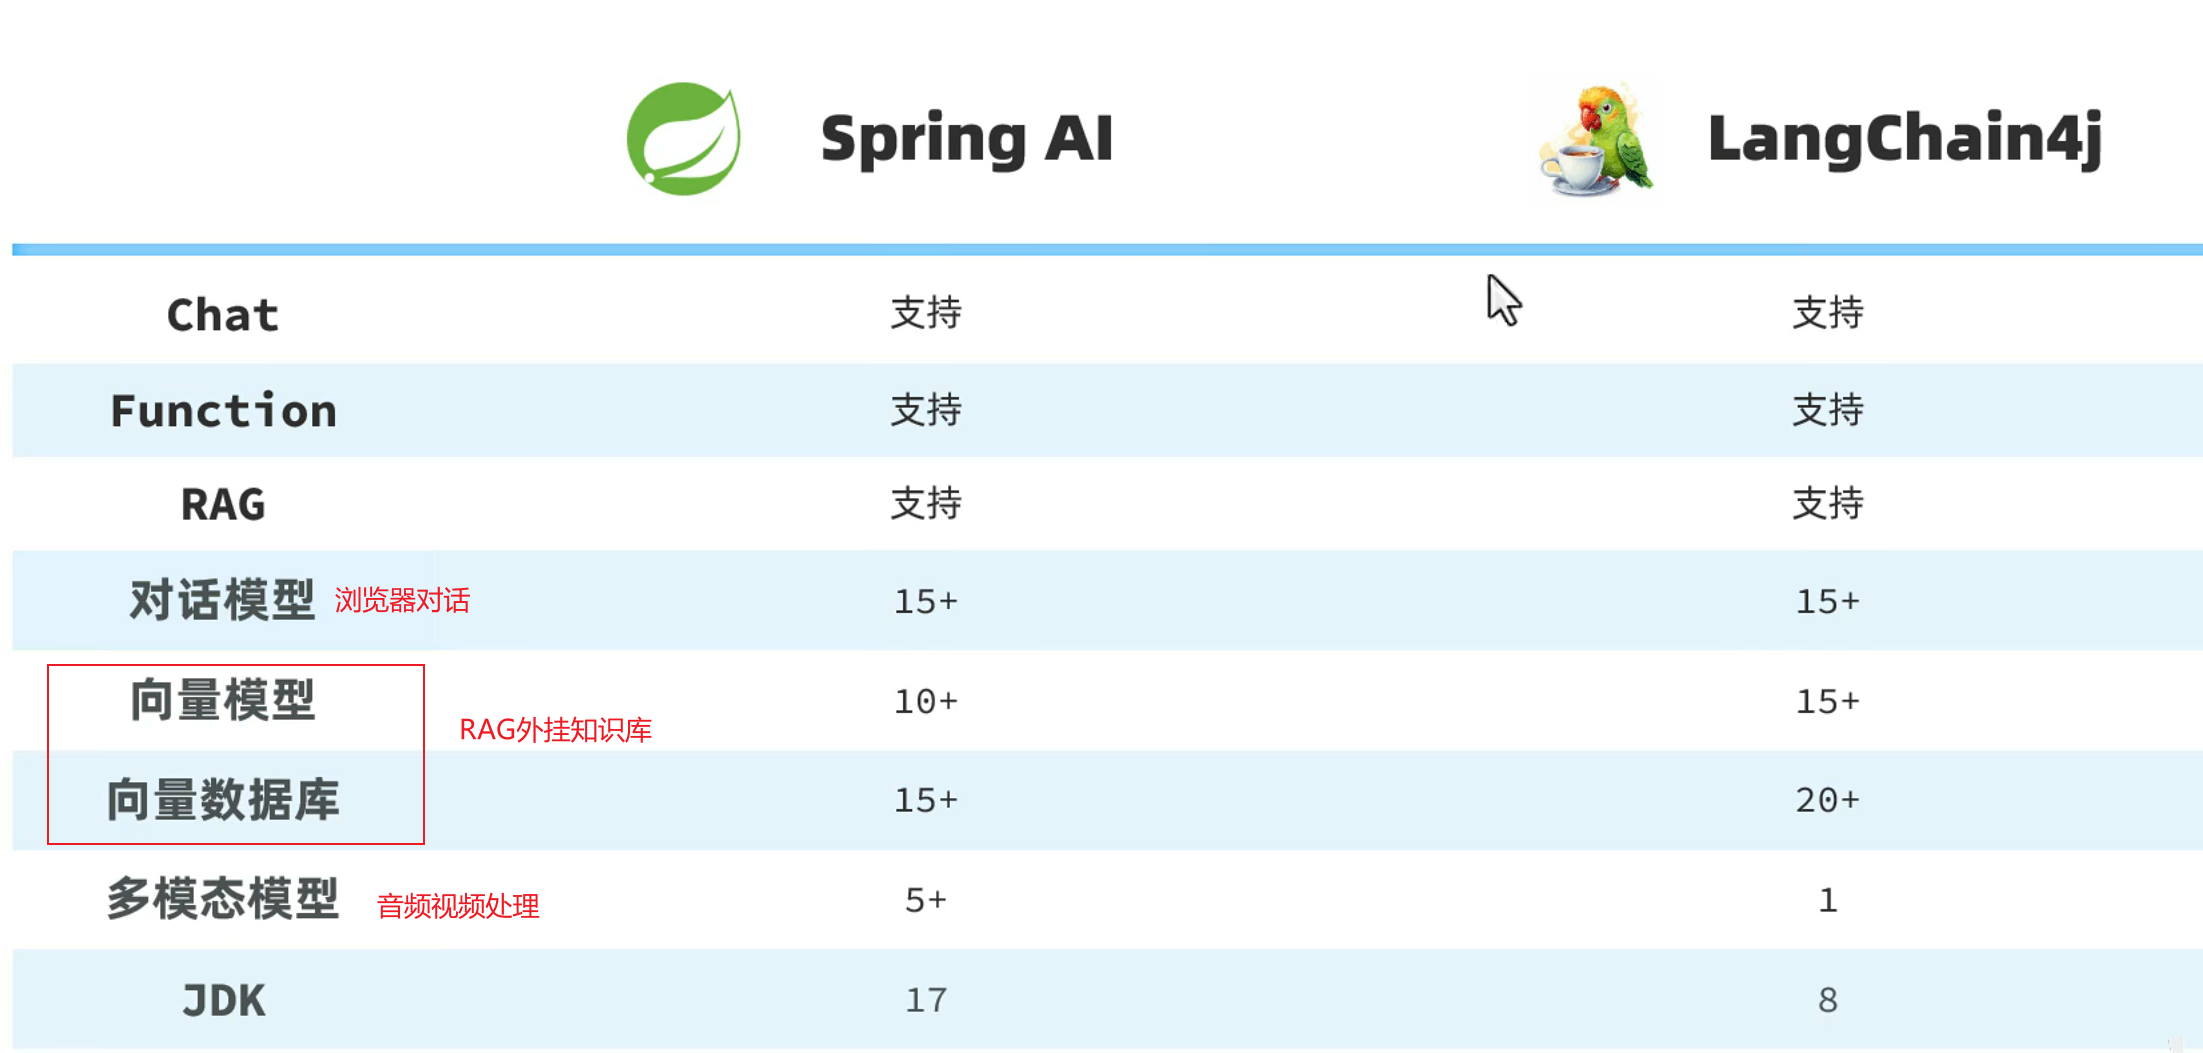 Spring AI LangChain4j
Chat 支持 支持
Function 支持 支持
RAG 支持 支持
对话模型 浏览器对话 15+ 15+
向量模型 10+ 15+
RAG外挂知识库
向量数据库 15+ 20+
多模态模型 音频视频处理 5+ 1
JDK 17 8